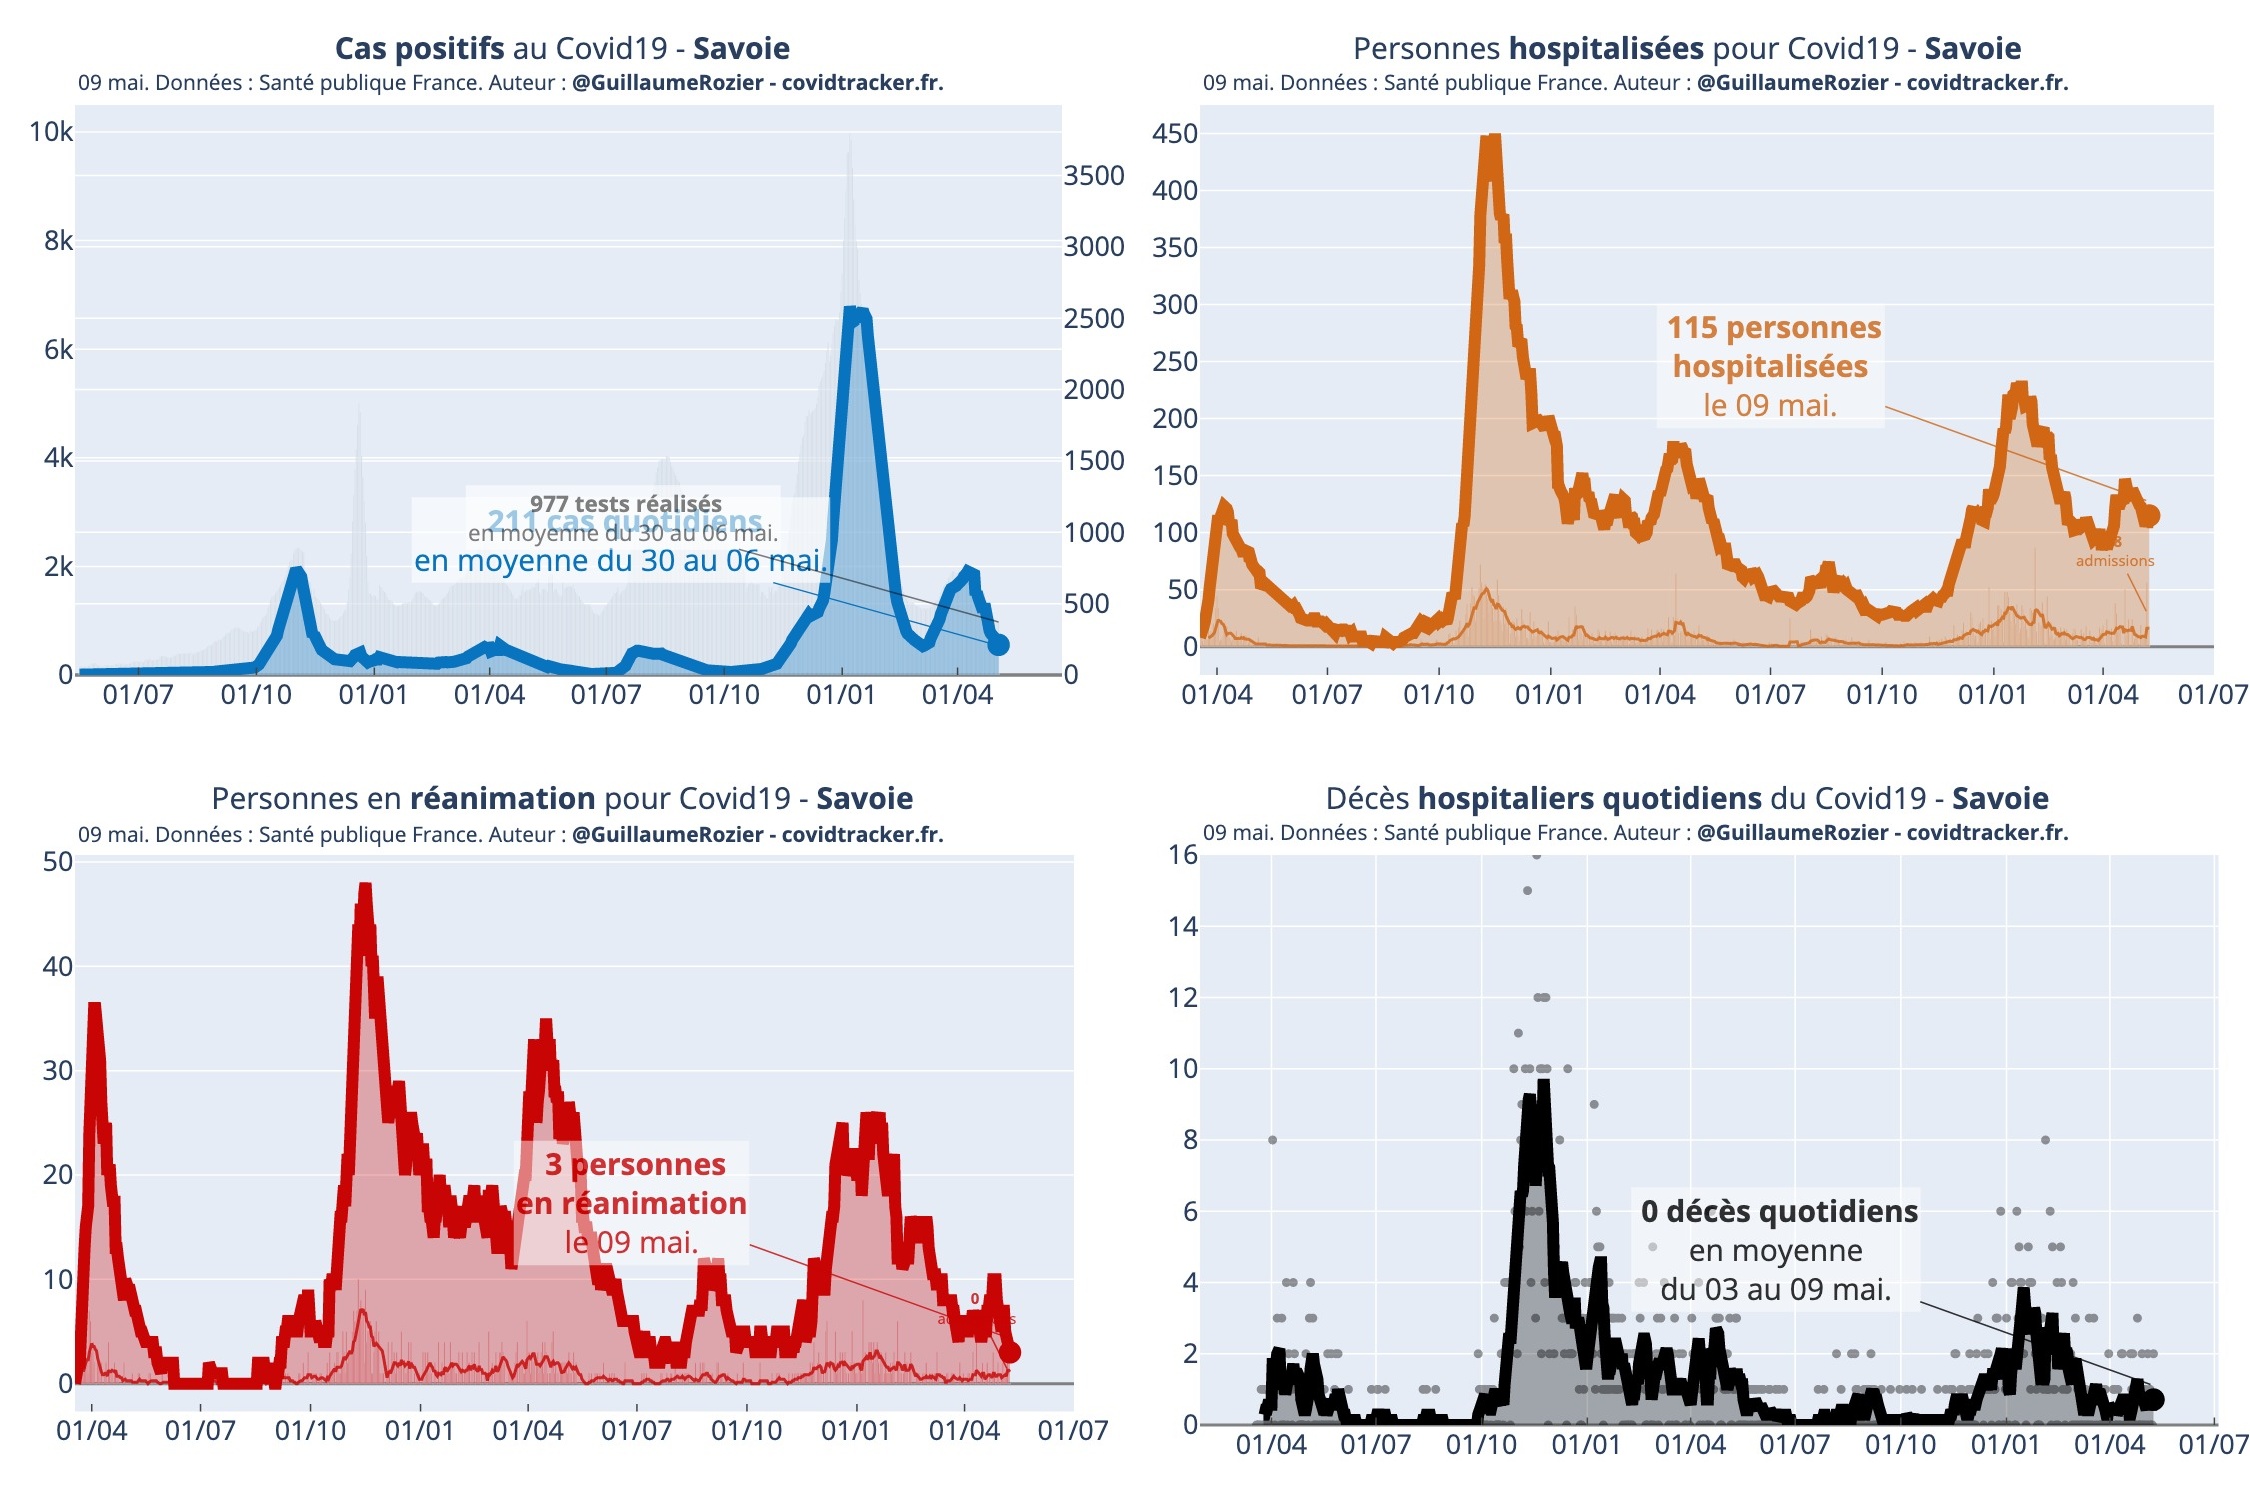 Cas positifs au Covid19 - Savoie
09 mai. Données : Santé publique France. Auteur : @GuillaumeRozier - covidtracker.fr.
10k
8k
6k
4k
2k
0
3500
3000
2500
2000
1500
1000
500
0
977 tests réalisés
211 cas quotidiens
en moyenne du 30 au 06 mai.
en moyenne du 30 au 06 mai.
01/07 01/10 01/01 01/04 01/07 01/10 01/01 01/04
Personnes hospitalisées pour Covid19 - Savoie
09 mai. Données : Santé publique France. Auteur : @GuillaumeRozier - covidtracker.fr.
450
400
350
300
250
200
150
100
50
0
115 personnes
hospitalisées
le 09 mai.
admissions
01/04 01/07 01/10 01/01 01/04 01/07 01/10 01/01 01/04 01/07
Personnes en réanimation pour Covid19 - Savoie
09 mai. Données : Santé publique France. Auteur : @GuillaumeRozier - covidtracker.fr.
50
40
30
20
10
0
3 personnes
en réanimation
le 09 mai.
0
01/04 01/07 01/10 01/01 01/04 01/07 01/10 01/01 01/04 01/07
Décès hospitaliers quotidiens du Covid19 - Savoie
09 mai. Données : Santé publique France. Auteur : @GuillaumeRozier - covidtracker.fr.
16
14
12
10
8
6
4
2
0
0 décès quotidiens
en moyenne
du 03 au 09 mai.
01/04 01/07 01/10 01/01 01/04 01/07 01/10 01/01 01/04 01/07